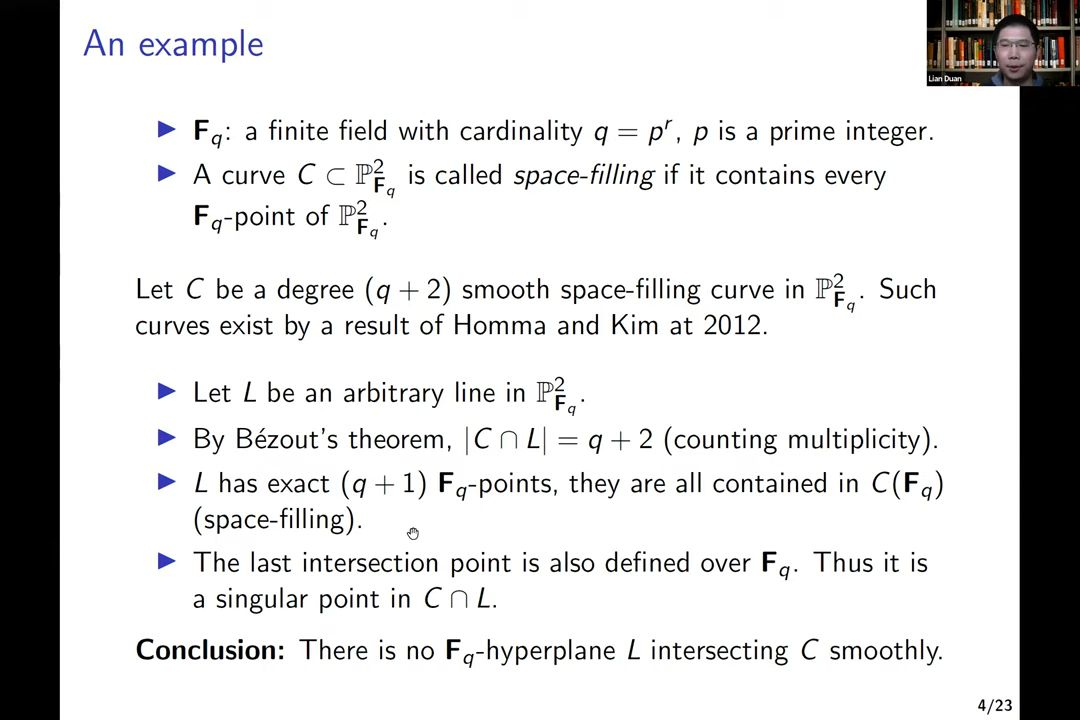 An example
Lian Duan
▶ F_q: a finite field with cardinality q = p^r, p is a prime integer.
▶ A curve C ⊂ ℙ²_{F_q} is called space-filling if it contains every
F_q-point of ℙ²_{F_q}.
Let C be a degree (q + 2) smooth space-filling curve in ℙ²_{F_q}. Such
curves exist by a result of Homma and Kim at 2012.
▶ Let L be an arbitrary line in ℙ²_{F_q}.
▶ By Bézout's theorem, |C ∩ L| = q + 2 (counting multiplicity).
▶ L has exact (q + 1) F_q-points, they are all contained in C(F_q)
(space-filling).
▶ The last intersection point is also defined over F_q. Thus it is
a singular point in C ∩ L.
Conclusion: There is no F_q-hyperplane L intersecting C smoothly.
4/23